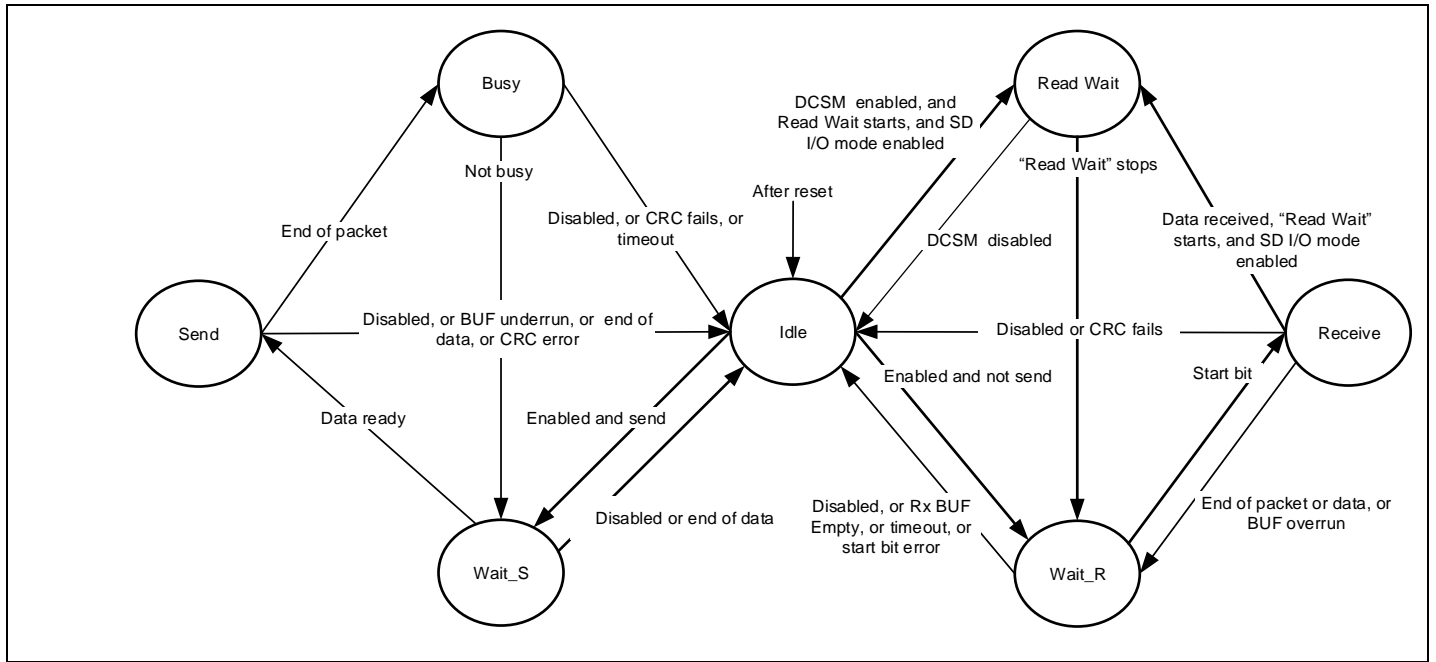 Busy
Read Wait
DCSM  enabled, and
Read Wait starts, and SD
I/O mode enabled
Not busy
“Read Wait” stops
After reset
Disabled, or CRC fails, or
timeout
Data received, “Read Wait”
starts, and SD I/O mode
enabled
End of packet
DCSM  disabled
Send
Disabled, or BUF underrun, or  end of
data, or CRC error
Idle
Disabled or CRC fails
Receive
Enabled and not send
Start bit
Data ready
Enabled and send
Disabled or end of data
Disabled, or Rx BUF
Empty, or timeout, or
start bit error
End of packet or data, or
BUF overrun
Wait_S
Wait_R